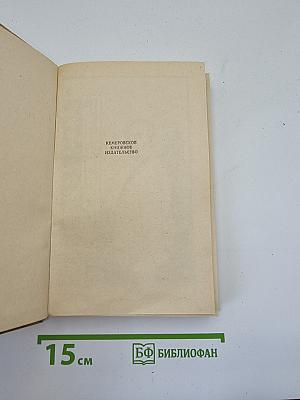 КЕМЕРОВСКОЕ
КНИЖНОЕ
ИЗДАТЕЛЬСТВО
15 см
БФ БИБЛИОФАН